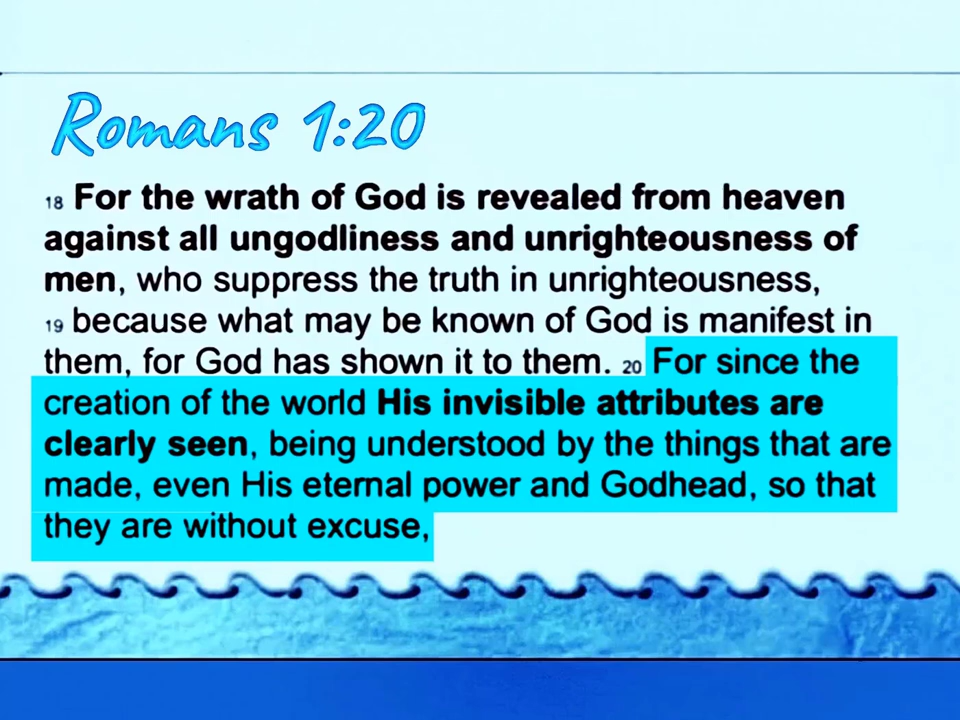 Romans 1:20
18 For the wrath of God is revealed from heaven
against all ungodliness and unrighteousness of
men, who suppress the truth in unrighteousness,
19 because what may be known of God is manifest in
them, for God has shown it to them. 20 For since the
creation of the world His invisible attributes are
clearly seen, being understood by the things that are
made, even His eternal power and Godhead, so that
they are without excuse,